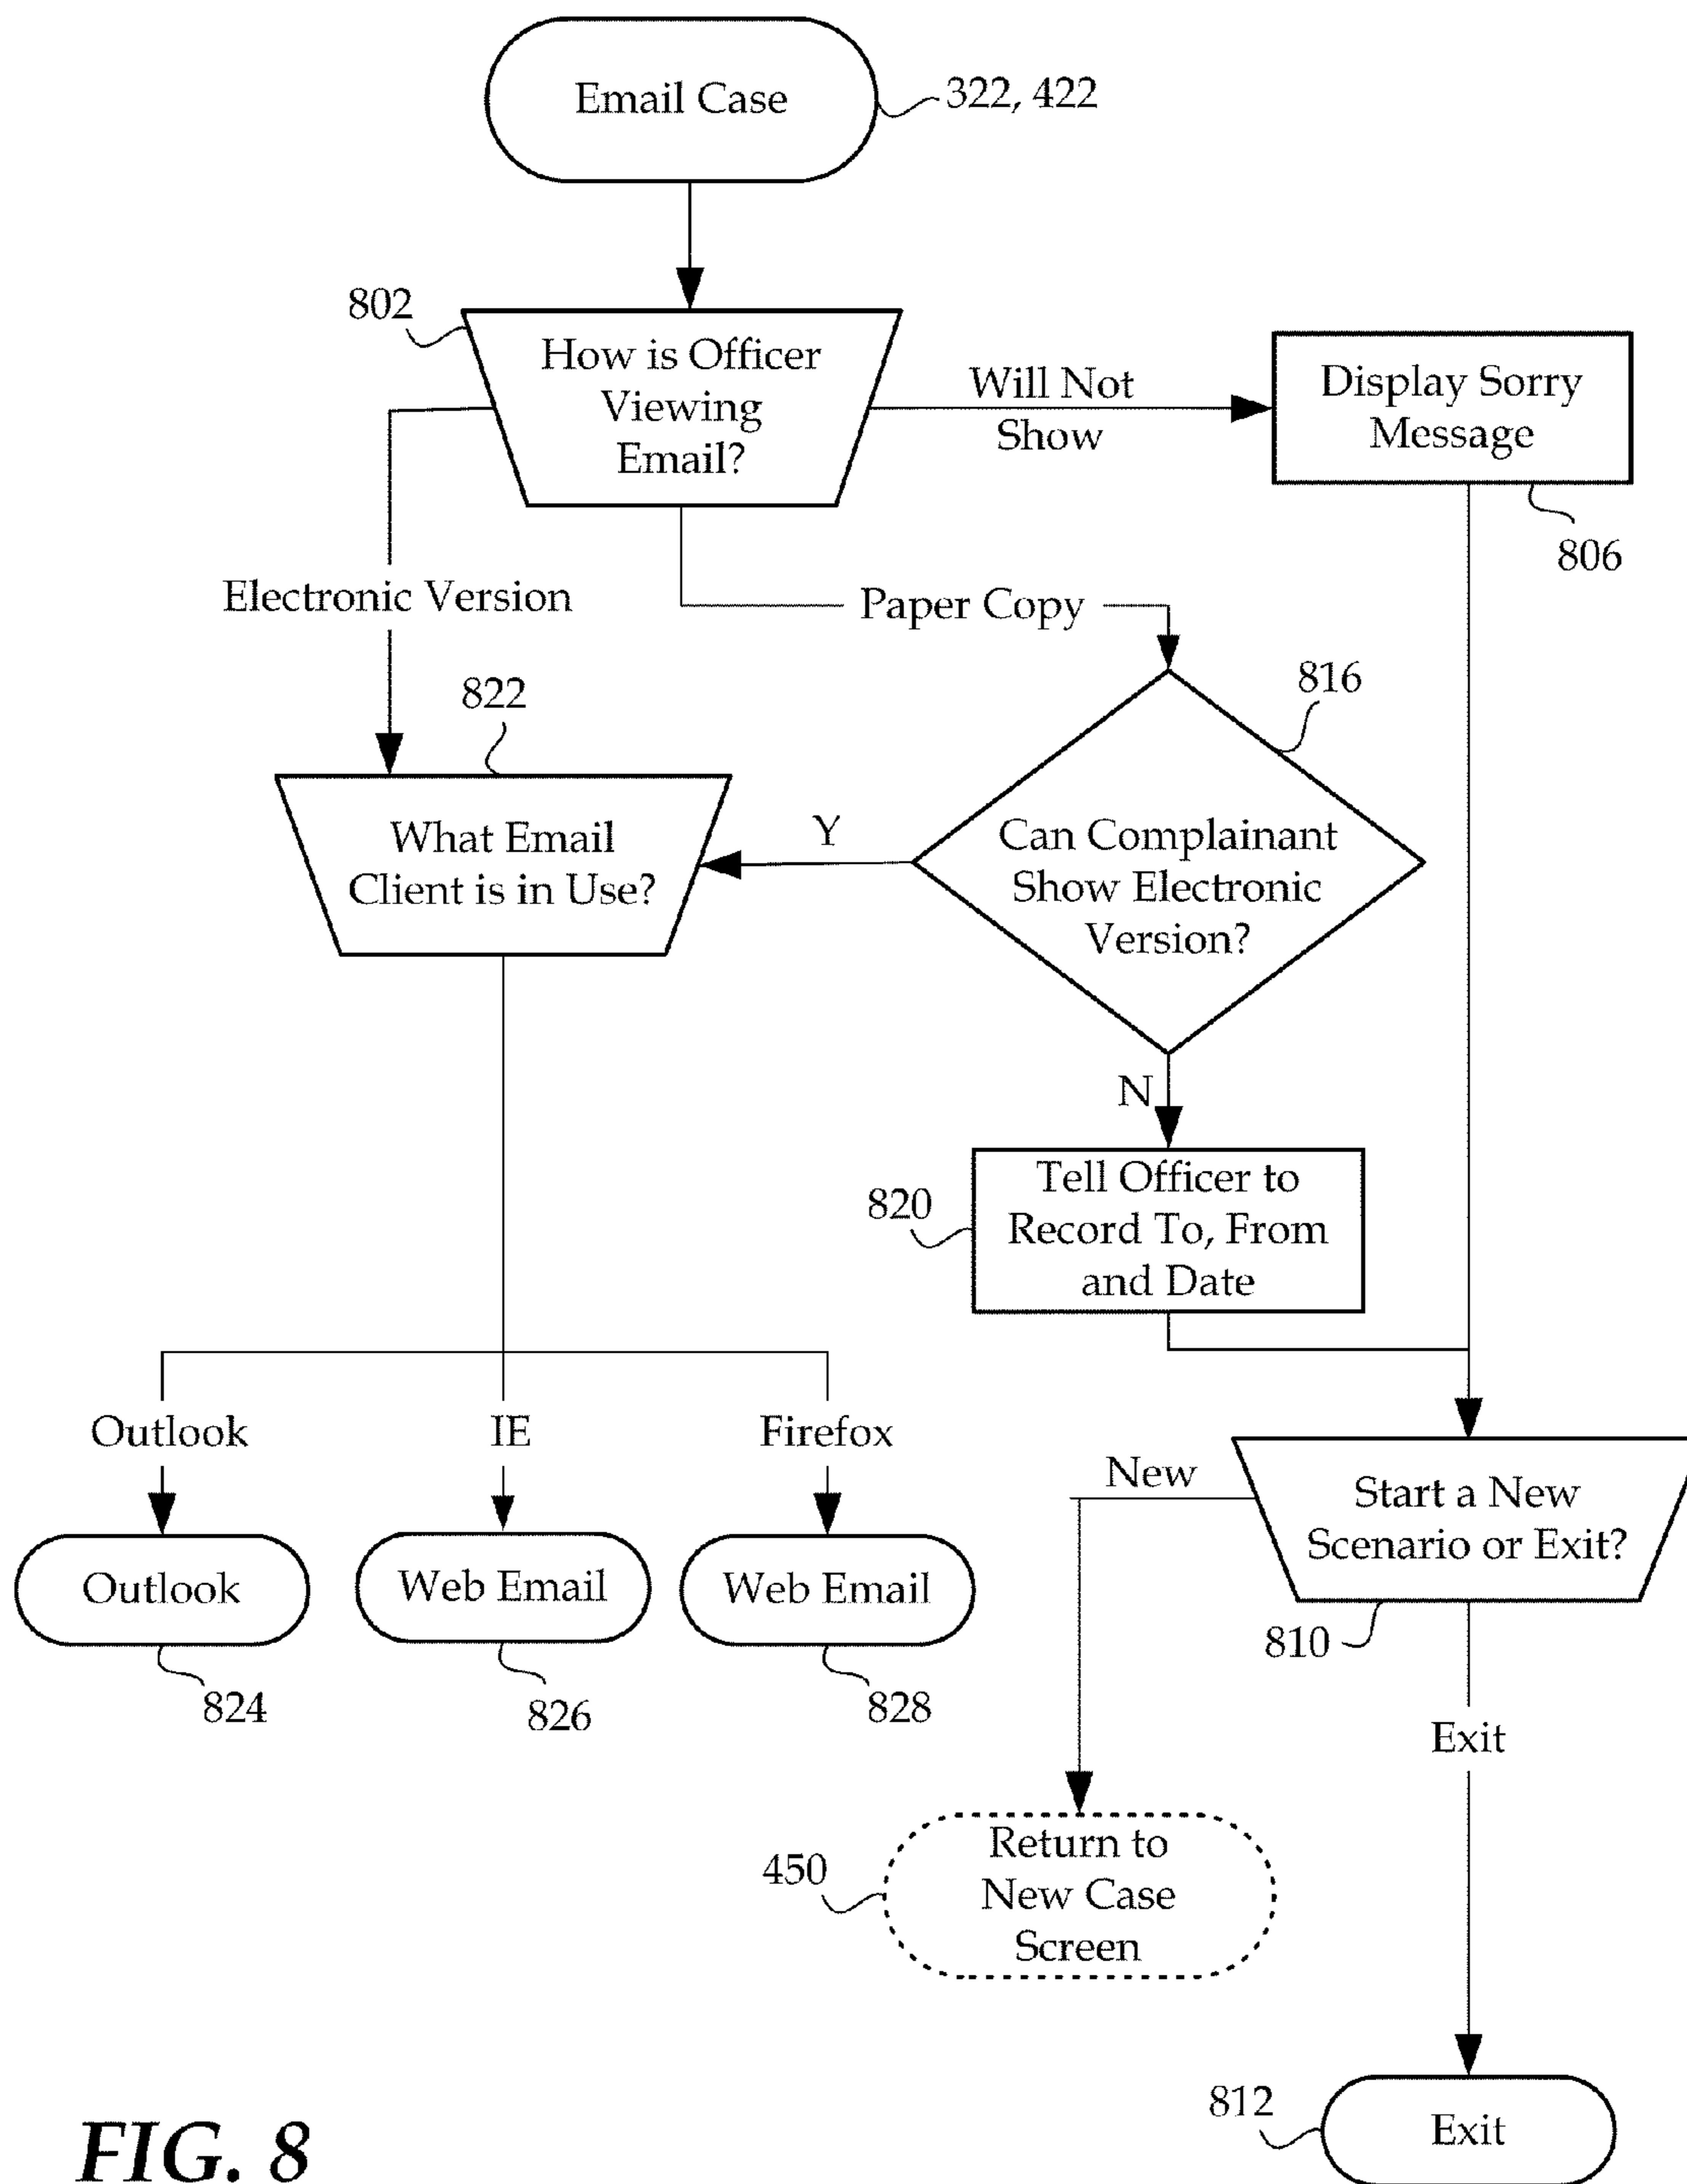 Email Case
322, 422
802
How is Officer
Viewing
Email?
Will Not
Show
Display Sorry
Message
806
Electronic Version
Paper Copy
822
816
What Email
Client is in Use?
Y
Can Complainant
Show Electronic
Version?
N
820
Tell Officer to
Record To, From
and Date
Outlook
IE
Firefox
New
Start a New
Scenario or Exit?
Outlook
Web Email
Web Email
810
824
826
828
Exit
450
Return to
New Case
Screen
812
Exit
FIG. 8